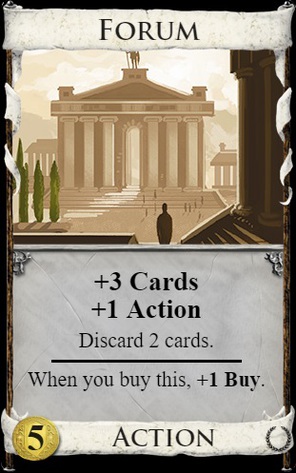 FORUM
+3 Cards
+1 Action
Discard 2 cards.
When you buy this, +1 Buy.
5
ACTION